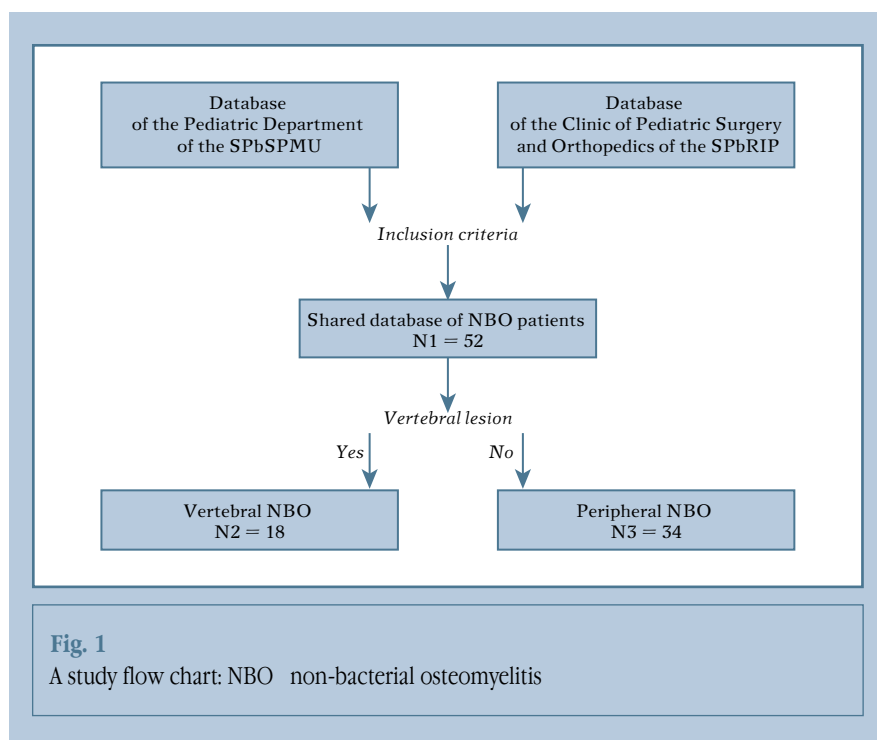 Database
of the Pediatric Department
of the SPbSPMU
Database
of the Clinic of Pediatric Surgery
and Orthopedics of the SPbRIP
Inclusion criteria
Shared database of NBO patients
N1 = 52
Vertebral lesion
Yes
No
Vertebral NBO
N2 = 18
Peripheral NBO
N3 = 34
Fig. 1
A study flow chart: NBO non-bacterial osteomyelitis